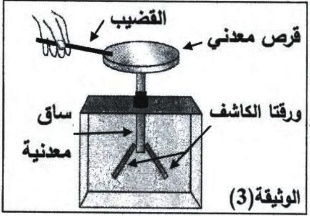 القضيب
قرص معدني
ساق
معدنية
ورقتا الكاشف
الوثيقة(3)